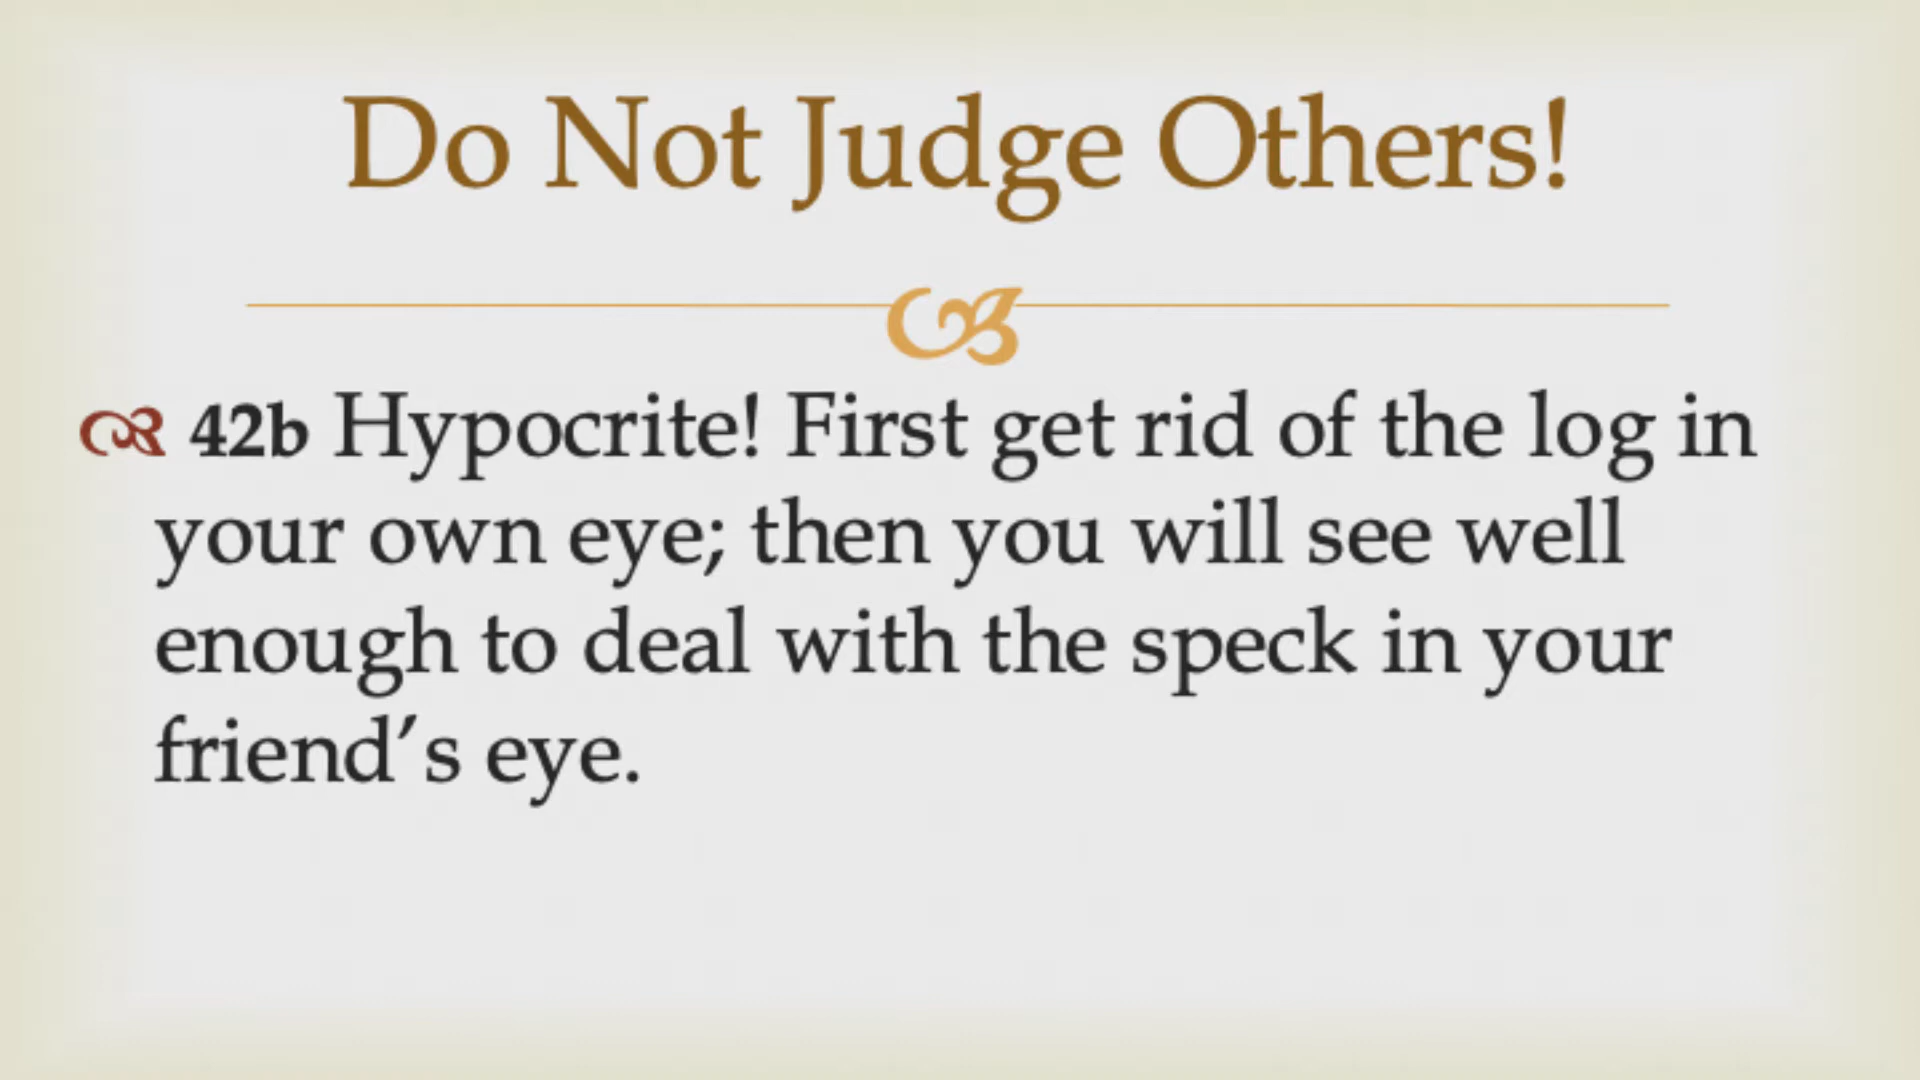 Do Not Judge Others!
42b Hypocrite! First get rid of the log in
your own eye; then you will see well
enough to deal with the speck in your
friend’s eye.